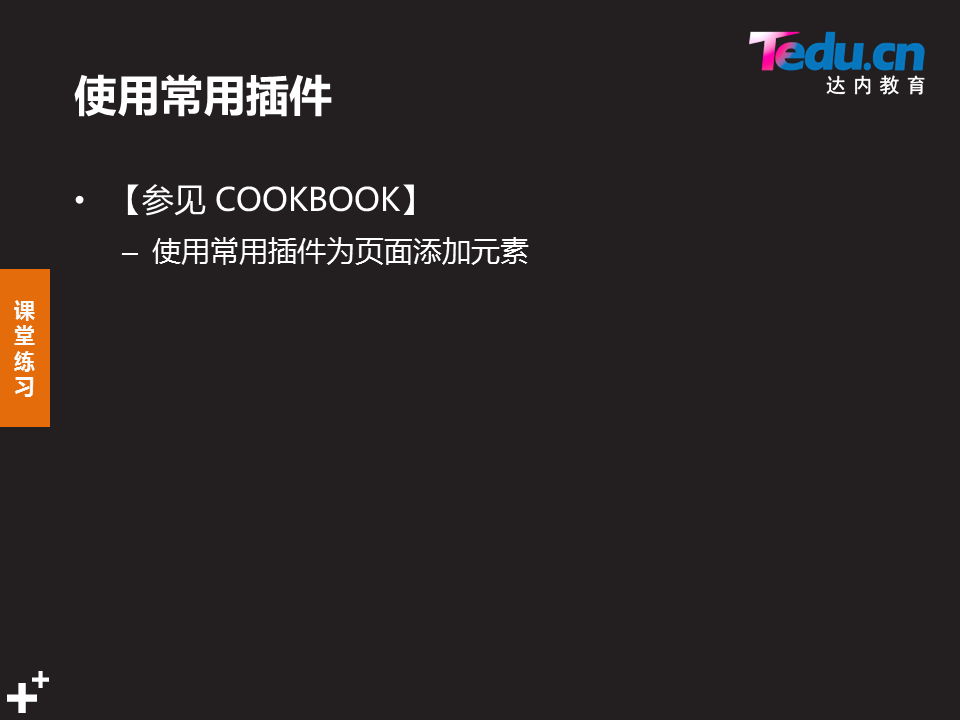 Tedu.cn
达内教育
使用常用插件
• 【参见 COOKBOOK】
– 使用常用插件为页面添加元素
课堂练习